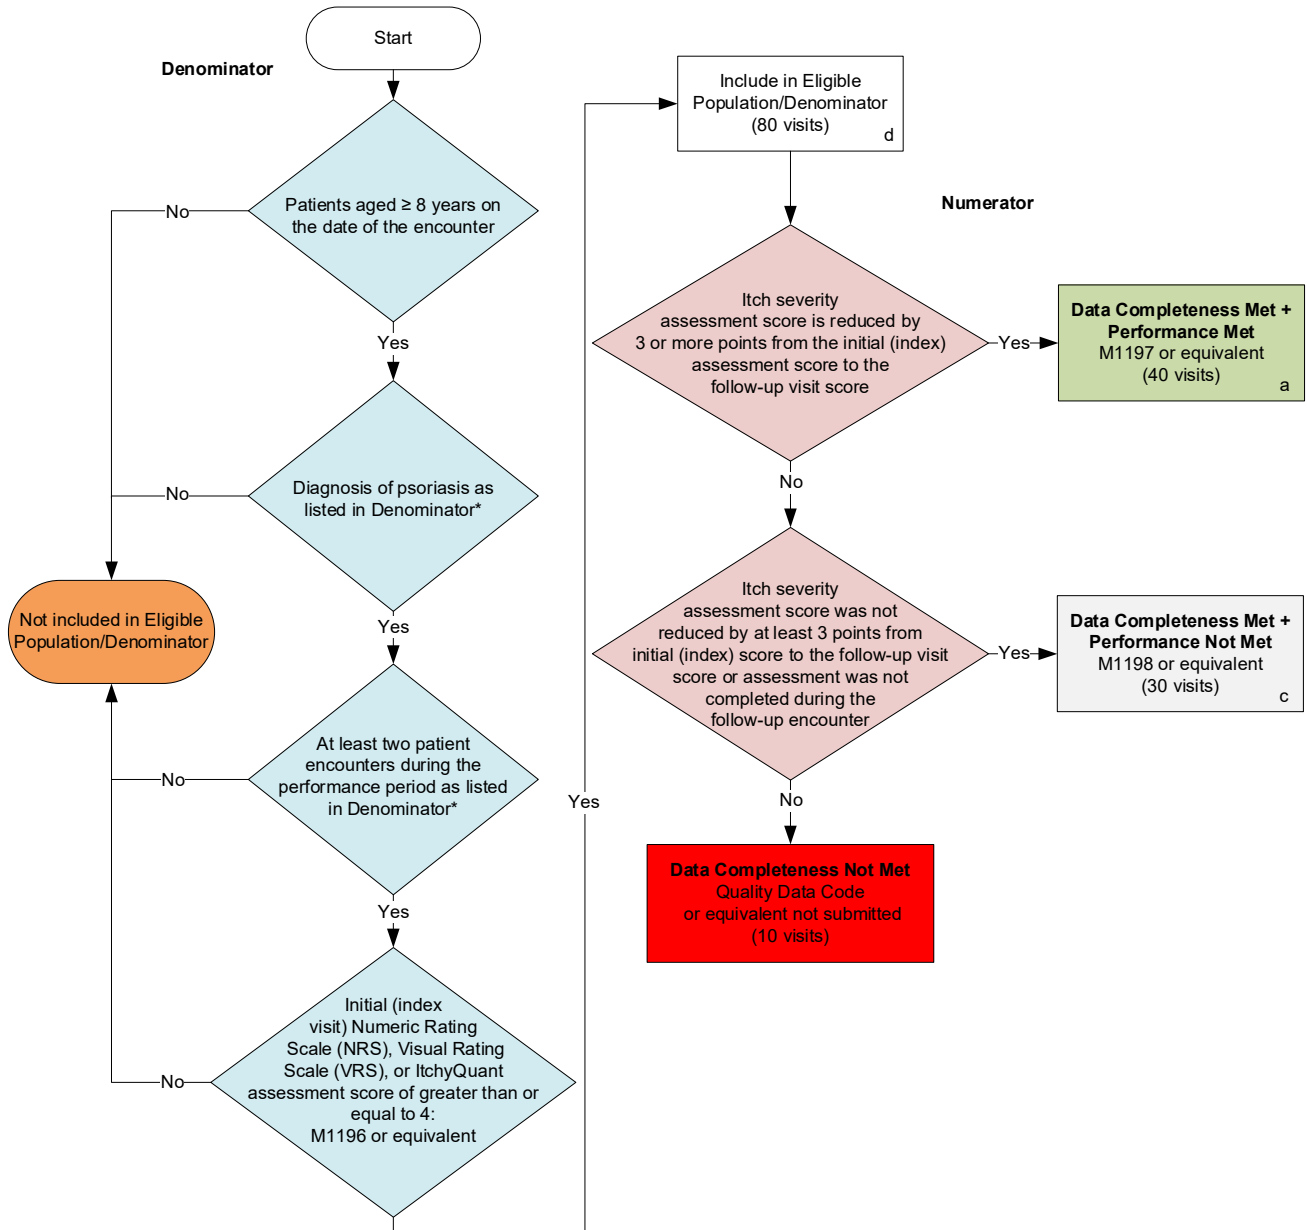 Start
Denominator
Patients aged ≥ 8 years on
the date of the encounter
No
Yes
Diagnosis of psoriasis as
listed in Denominator*
No
Yes
Not included in Eligible
Population/Denominator
At least two patient
encounters during the
performance period as listed
in Denominator*
No
Yes
Initial (index
visit) Numeric Rating
Scale (NRS), Visual Rating
Scale (VRS), or ItchyQuant
assessment score of greater than or
equal to 4:
M1196 or equivalent
No
Yes
Include in Eligible
Population/Denominator
(80 visits)
d
Numerator
Itch severity
assessment score is reduced by
3 or more points from the initial (index)
assessment score to the
follow-up visit score
Yes
Data Completeness Met +
Performance Met
M1197 or equivalent
(40 visits)
a
No
Itch severity
assessment score was not
reduced by at least 3 points from
initial (index) score to the follow-up visit
score or assessment was not
completed during the
follow-up encounter
Yes
Data Completeness Met +
Performance Not Met
M1198 or equivalent
(30 visits)
c
No
Data Completeness Not Met
Quality Data Code
or equivalent not submitted
(10 visits)